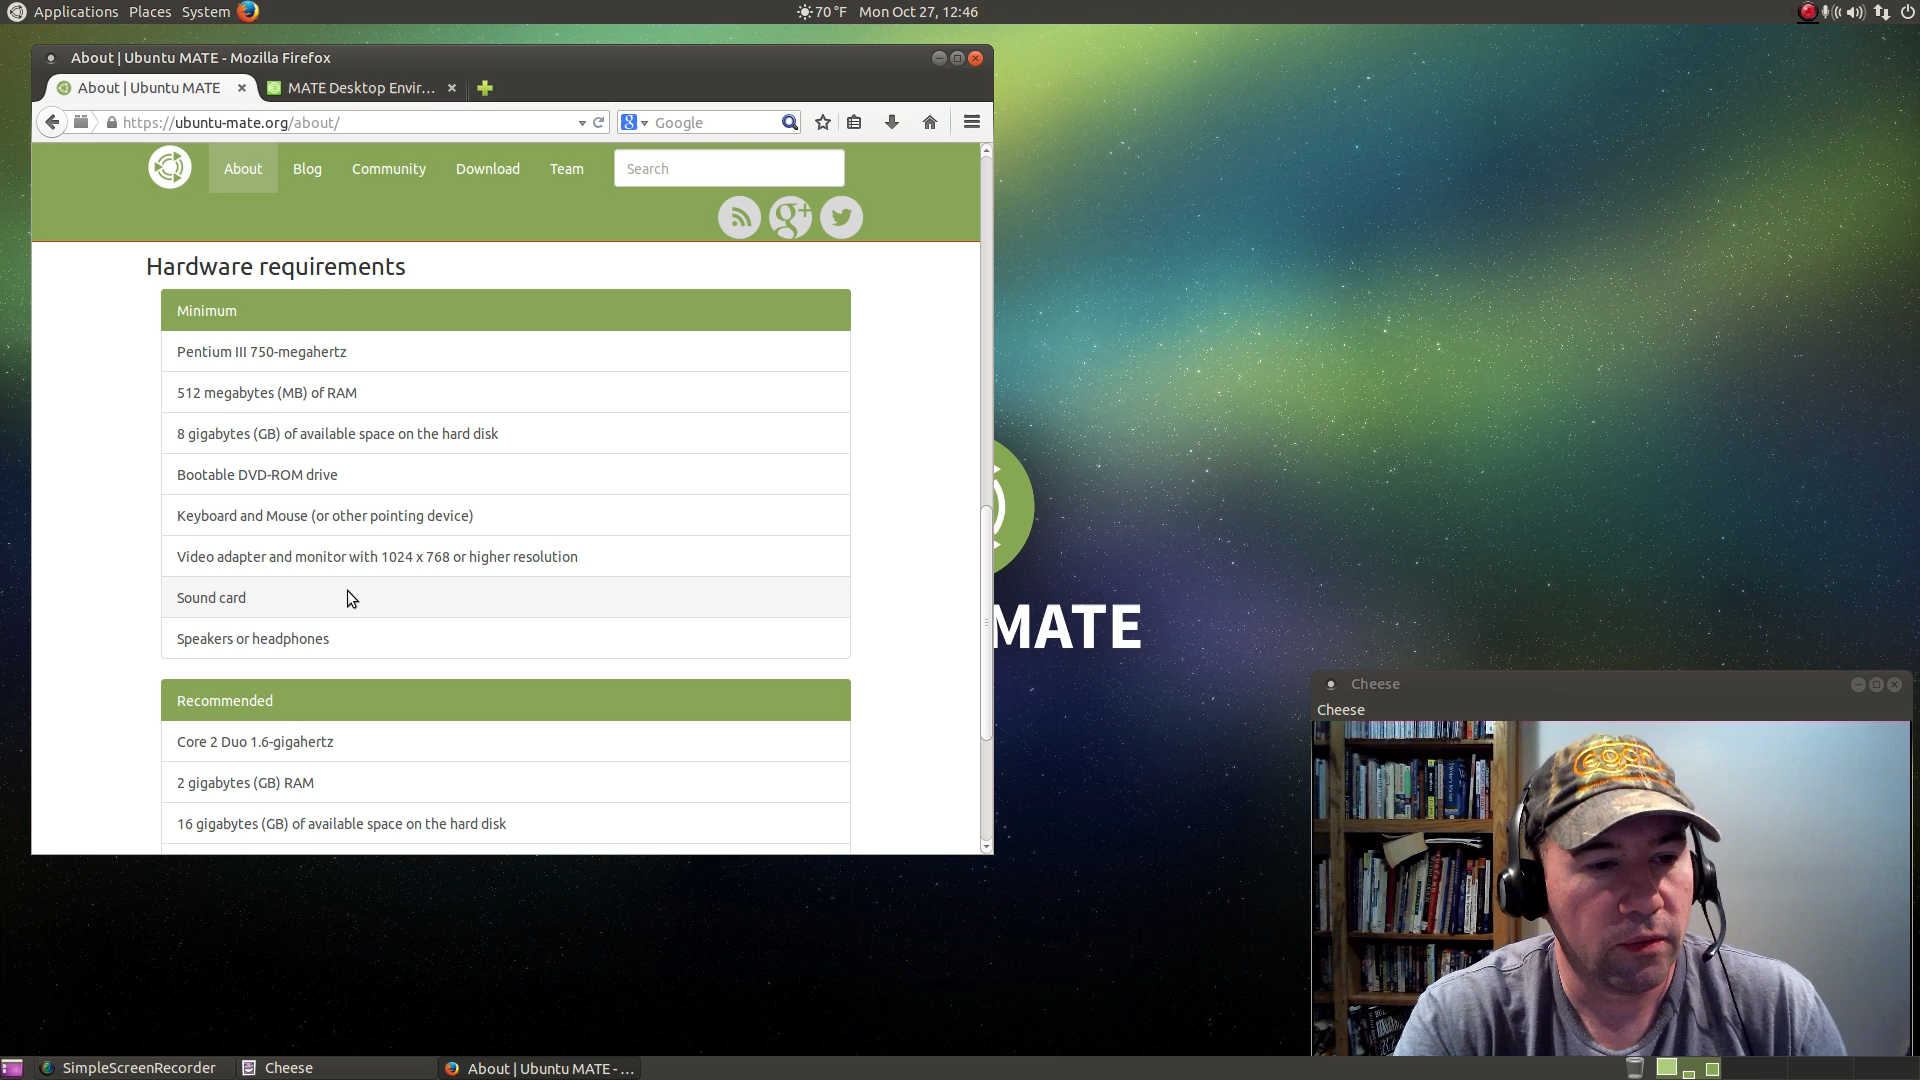 Applications Places System
70 °F Mon Oct 27, 12:46
About | Ubuntu MATE - Mozilla Firefox
About | Ubuntu MATE
MATE Desktop Envir...
https://ubuntu-mate.org/about/
8
Google
About
Blog
Community
Download
Team
Search
g+
Hardware requirements
Minimum
Pentium III 750-megahertz
512 megabytes (MB) of RAM
8 gigabytes (GB) of available space on the hard disk
Bootable DVD-ROM drive
Keyboard and Mouse (or other pointing device)
Video adapter and monitor with 1024 x 768 or higher resolution
Sound card
Speakers or headphones
Recommended
Core 2 Duo 1.6-gigahertz
2 gigabytes (GB) RAM
16 gigabytes (GB) of available space on the hard disk
MATE
Cheese
Cheese
SimpleScreenRecorder
Cheese
About | Ubuntu MATE - ...